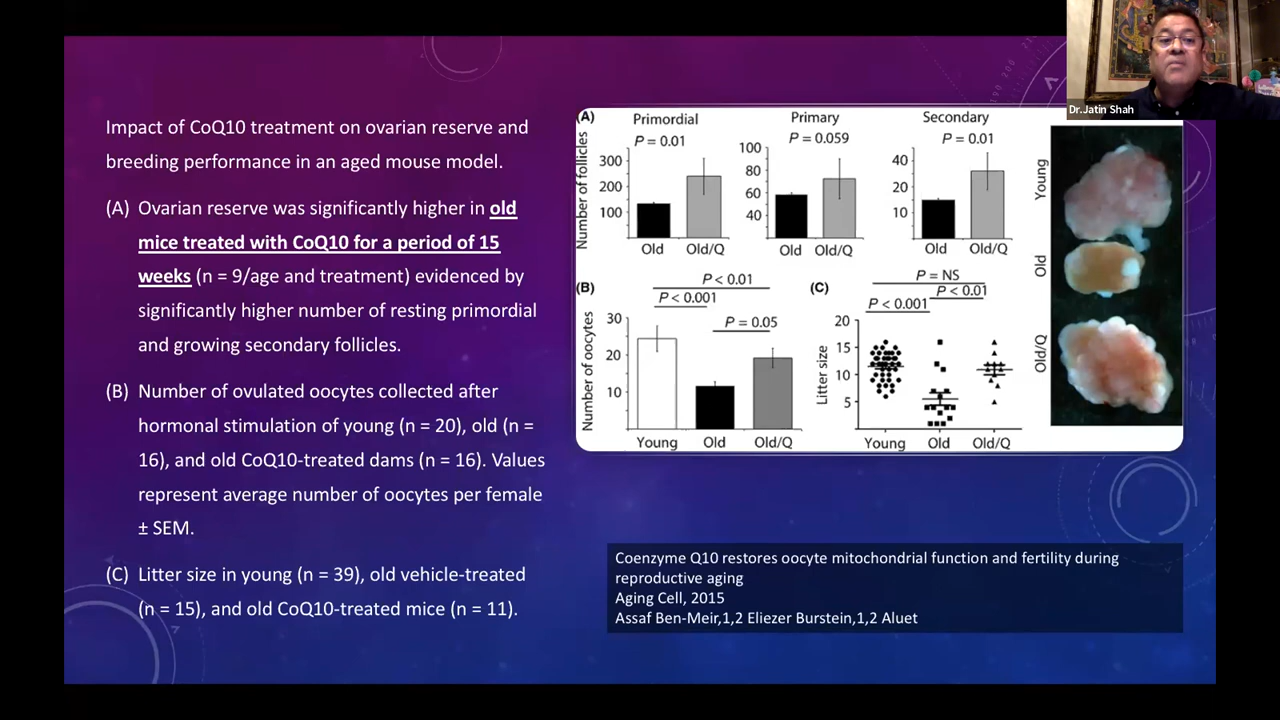 Dr.Jatin Shah
Impact of CoQ10 treatment on ovarian reserve and
breeding performance in an aged mouse model.
(A) Ovarian reserve was significantly higher in old
mice treated with CoQ10 for a period of 15
weeks (n = 9/age and treatment) evidenced by
significantly higher number of resting primordial
and growing secondary follicles.
(B) Number of ovulated oocytes collected after
hormonal stimulation of young (n = 20), old (n =
16), and old CoQ10-treated dams (n = 16). Values
represent average number of oocytes per female
± SEM.
(C) Litter size in young (n = 39), old vehicle-treated
(n = 15), and old CoQ10-treated mice (n = 11).
(A)
Number of follicles
Primordial
P = 0.01
300
200
100
Old Old/Q
Primary
P = 0.059
100
80
60
40
Old Old/Q
Secondary
P = 0.01
40
20
10
Old Old/Q
(B)
P < 0.01
P < 0.001
P = 0.05
Number of oocytes
30
20
10
Young Old Old/Q
(C)
P = NS
P < 0.01
P < 0.001
Litter size
20
15
10
5
Young Old Old/Q
Young
Old
Old/Q
Coenzyme Q10 restores oocyte mitochondrial function and fertility during
reproductive aging
Aging Cell, 2015
Assaf Ben-Meir,1,2 Eliezer Burstein,1,2 Aluet